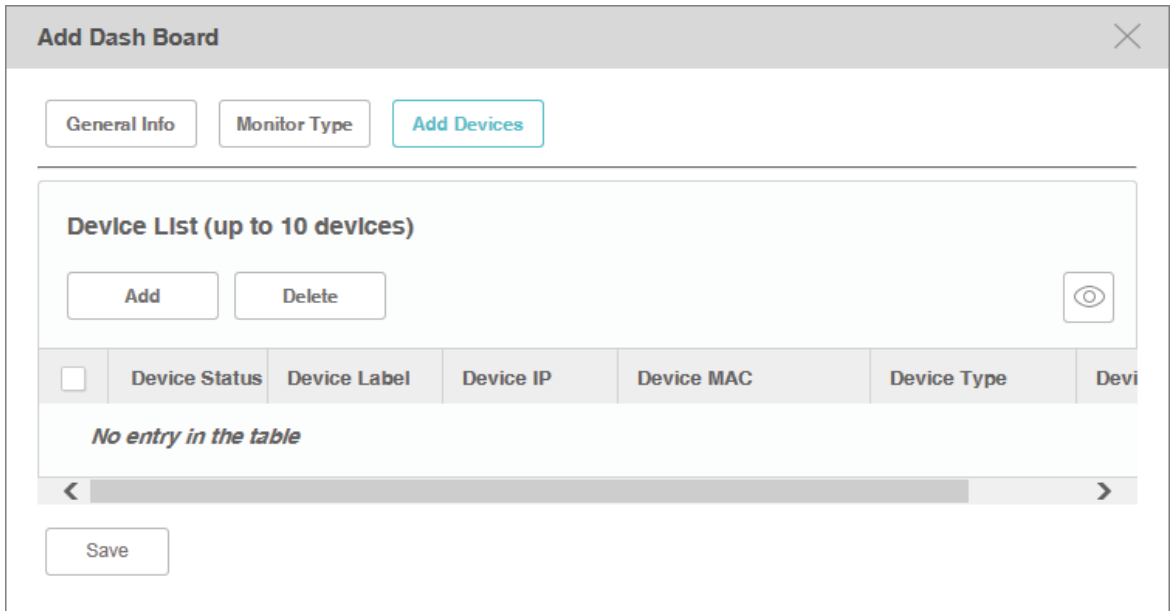 Add Dash Board
General Info Monitor Type Add Devices
Device List (up to 10 devices)
Add Delete
Device Status Device Label Device IP Device MAC Device Type Devi
No entry in the table
Save